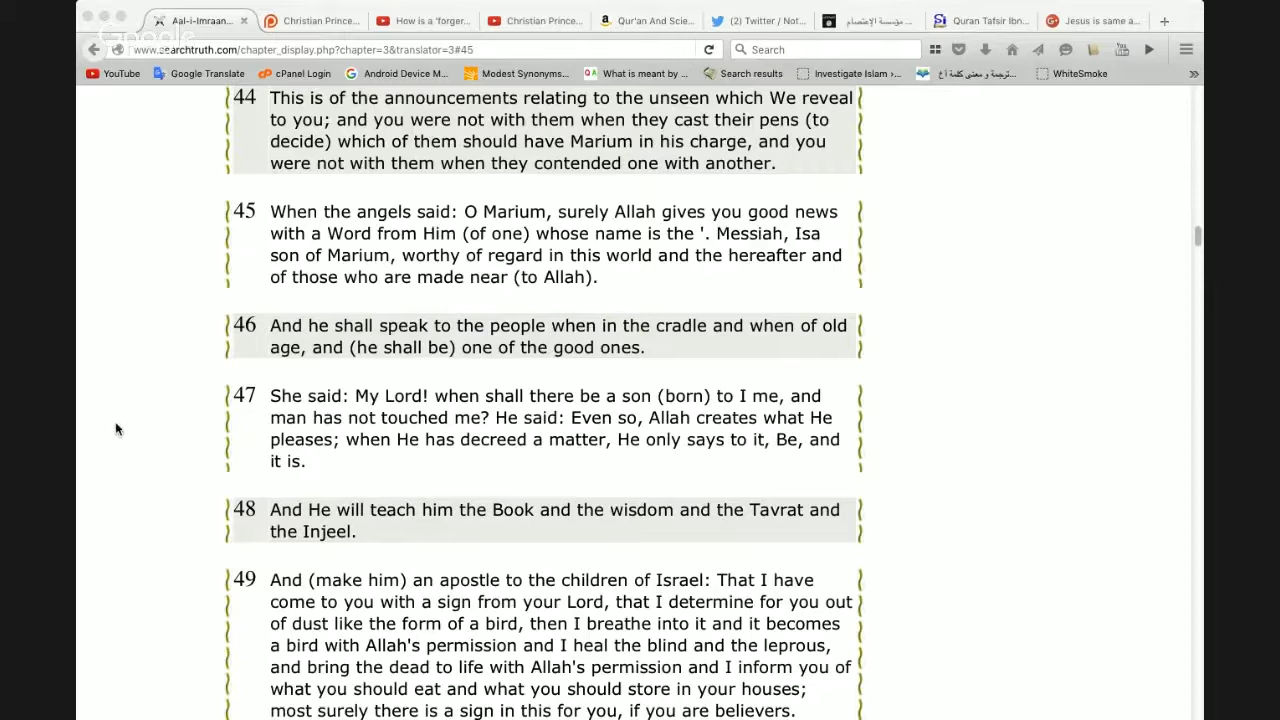 Aal-i-Imraan...
Christian Prince...
How is a 'forger...
Christian Prince...
Qur'An And Scie...
(2) Twitter / Not...
مؤسسة الإعتصام...
Quran Tafsir Ibn...
Jesus is same a...
Google
www.searchtruth.com/chapter_display.php?chapter=3&translator=3#45
Search
YouTube
Google Translate
cPanel Login
Android Device M...
Modest Synonyms...
What is meant by ...
Search results
Investigate Islam ›...
ترجمة و معنى كلمة أع...
WhiteSmoke
44 This is of the announcements relating to the unseen which We reveal
to you; and you were not with them when they cast their pens (to
decide) which of them should have Marium in his charge, and you
were not with them when they contended one with another.
45 When the angels said: O Marium, surely Allah gives you good news
with a Word from Him (of one) whose name is the '. Messiah, Isa
son of Marium, worthy of regard in this world and the hereafter and
of those who are made near (to Allah).
46 And he shall speak to the people when in the cradle and when of old
age, and (he shall be) one of the good ones.
47 She said: My Lord! when shall there be a son (born) to I me, and
man has not touched me? He said: Even so, Allah creates what He
pleases; when He has decreed a matter, He only says to it, Be, and
it is.
48 And He will teach him the Book and the wisdom and the Tavrat and
the Injeel.
49 And (make him) an apostle to the children of Israel: That I have
come to you with a sign from your Lord, that I determine for you out
of dust like the form of a bird, then I breathe into it and it becomes
a bird with Allah's permission and I heal the blind and the leprous,
and bring the dead to life with Allah's permission and I inform you of
what you should eat and what you should store in your houses;
most surely there is a sign in this for you, if you are believers.